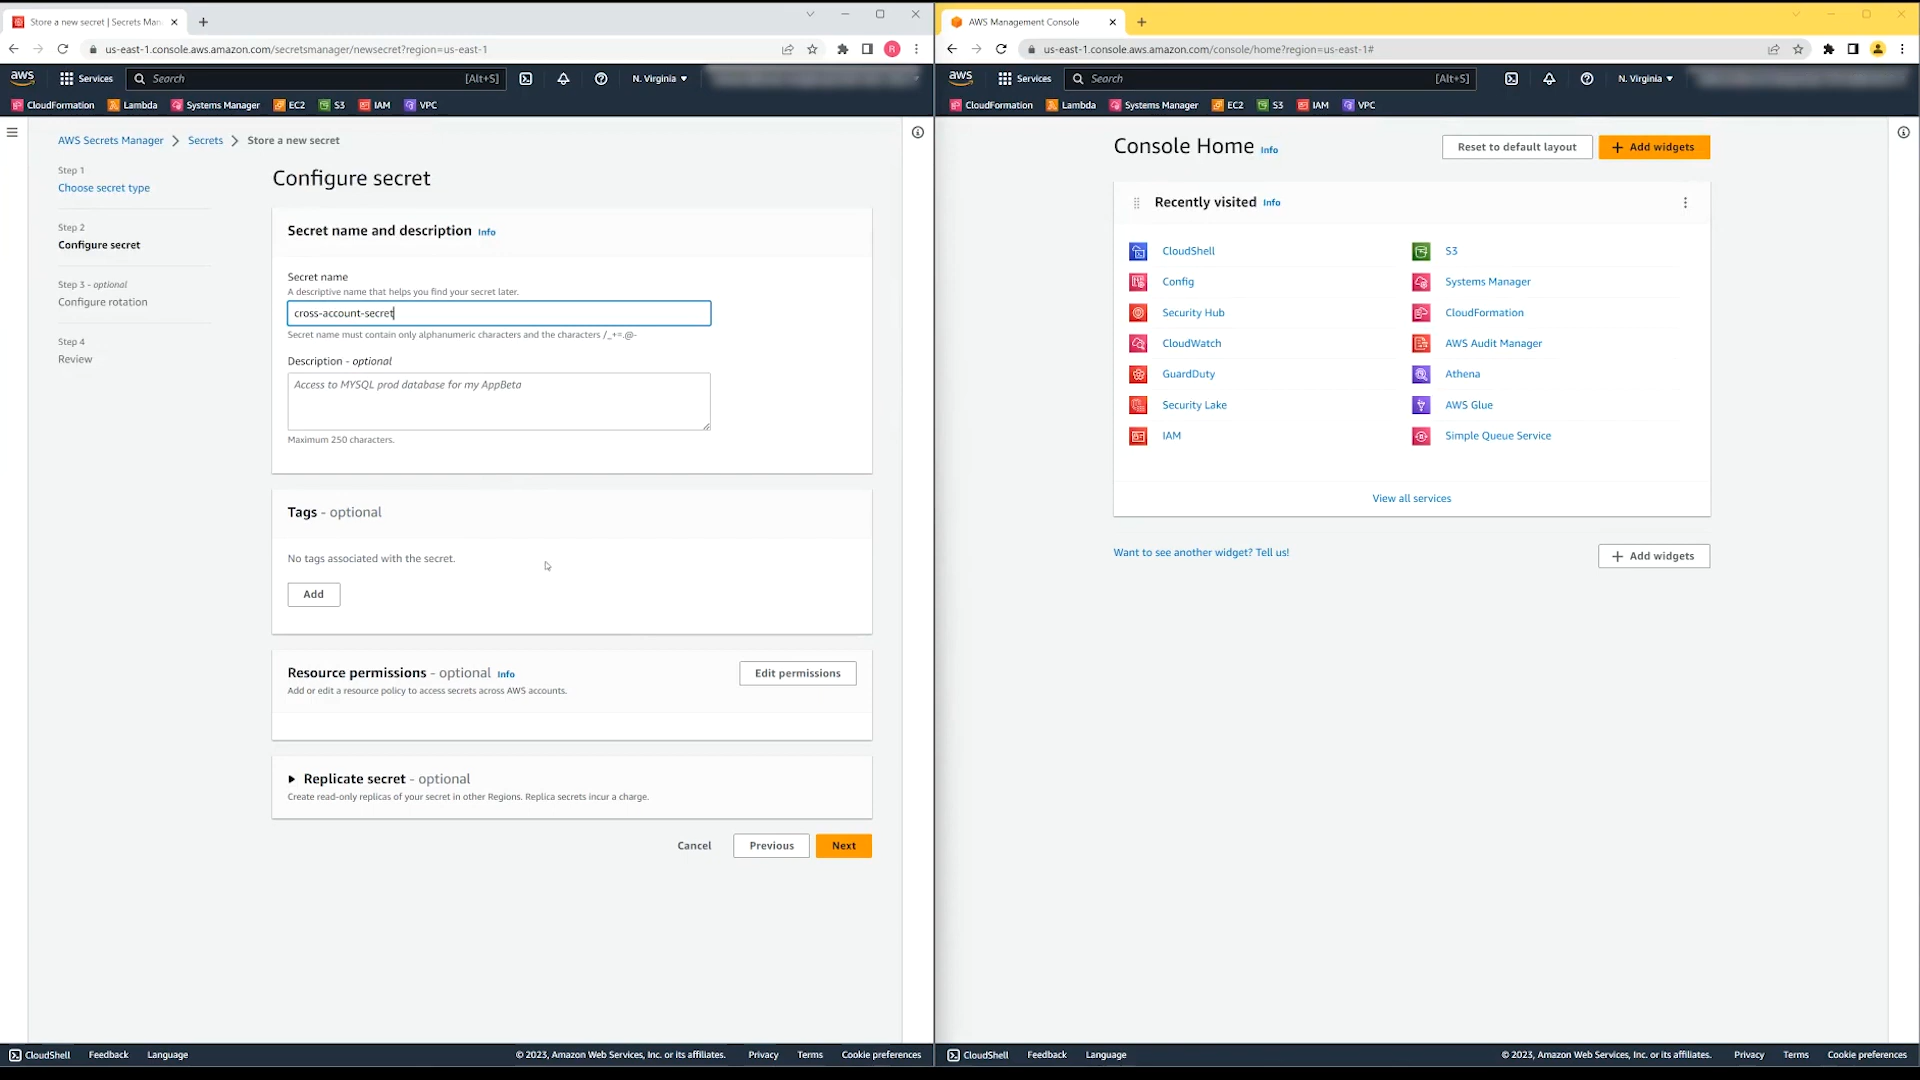 Store a new secret | Secrets Man
us-east-1.console.aws.amazon.com/secretsmanager/newsecret?region=us-east-1
R
aws
Services
Search
[Alt+S]
N. Virginia
CloudFormation
Lambda
Systems Manager
EC2
S3
IAM
VPC
AWS Secrets Manager
Secrets
Store a new secret
Step 1
Choose secret type
Step 2
Configure secret
Step 3 - optional
Configure rotation
Step 4
Review
Configure secret
Secret name and description Info
Secret name
A descriptive name that helps you find your secret later.
cross-account-secret
Secret name must contain only alphanumeric characters and the characters /_+=.@-
Description - optional
Access to MYSQL prod database for my AppBeta
Maximum 250 characters.
Tags - optional
No tags associated with the secret.
Add
Resource permissions - optional Info
Add or edit a resource policy to access secrets across AWS accounts.
Edit permissions
Replicate secret - optional
Create read-only replicas of your secret in other Regions. Replica secrets incur a charge.
Cancel
Previous
Next
CloudShell
Feedback
Language
© 2023, Amazon Web Services, Inc. or its affiliates.
Privacy
Terms
Cookie preferences
AWS Management Console
us-east-1.console.aws.amazon.com/console/home?region=us-east-1#
aws
Services
Search
[Alt+S]
N. Virginia
CloudFormation
Lambda
Systems Manager
EC2
S3
IAM
VPC
Console Home Info
Reset to default layout
+ Add widgets
Recently visited Info
CloudShell
Config
Security Hub
CloudWatch
GuardDuty
Security Lake
IAM
S3
Systems Manager
CloudFormation
AWS Audit Manager
Athena
AWS Glue
Simple Queue Service
View all services
Want to see another widget? Tell us!
+ Add widgets
CloudShell
Feedback
Language
© 2023, Amazon Web Services, Inc. or its affiliates.
Privacy
Terms
Cookie preferences